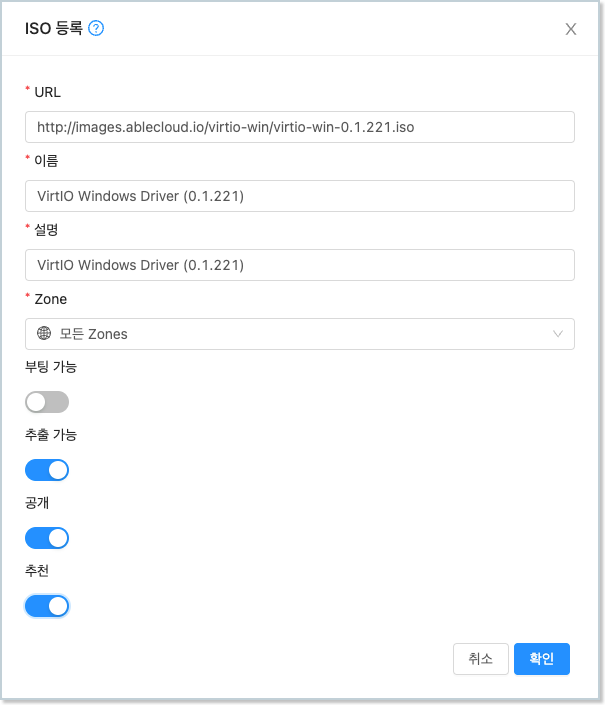 ISO 등록 ?
* URL
http://images.ablecloud.io/virtio-win/virtio-win-0.1.221.iso
* 이름
VirtIO Windows Driver (0.1.221)
* 설명
VirtIO Windows Driver (0.1.221)
* Zone
모든 Zones
부팅 가능
추출 가능
공개
추천
취소 확인